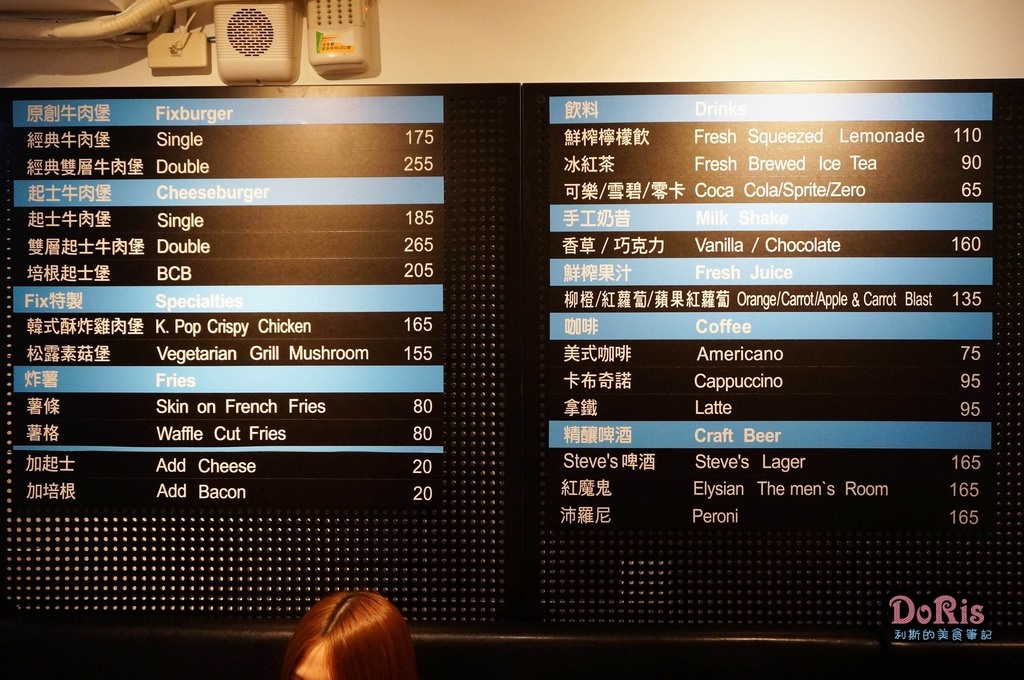 原創牛肉堡 Fixburger
經典牛肉堡 Single 175
經典雙層牛肉堡 Double 255
起士牛肉堡 Cheeseburger
起士牛肉堡 Single 185
雙層起士牛肉堡 Double 265
培根起士堡 BCB 205
Fix特製 Specialties
韓式酥炸雞肉堡 K. Pop Crispy Chicken 165
松露素菇堡 Vegetarian Grill Mushroom 155
炸薯 Fries
薯條 Skin on French Fries 80
薯格 Waffle Cut Fries 80
加起士 Add Cheese 20
加培根 Add Bacon 20
飲料 Drinks
鮮榨檸檬飲 Fresh Squeezed Lemonade 110
冰紅茶 Fresh Brewed Ice Tea 90
可樂/雪碧/零卡 Coca Cola/Sprite/Zero 65
手工奶昔 Milk Shake
香草 / 巧克力 Vanilla / Chocolate 160
鮮榨果汁 Fresh Juice
柳橙/紅蘿蔔/蘋果紅蘿蔔 Orange/Carrot/Apple & Carrot Blast 135
咖啡 Coffee
美式咖啡 Americano 75
卡布奇諾 Cappuccino 95
拿鐵 Latte 95
精釀啤酒 Craft Beer
Steve's啤酒 Steve's Lager 165
紅魔鬼 Elysian The men`s Room 165
沛羅尼 Peroni 165
DoRis
利斯的美食筆記